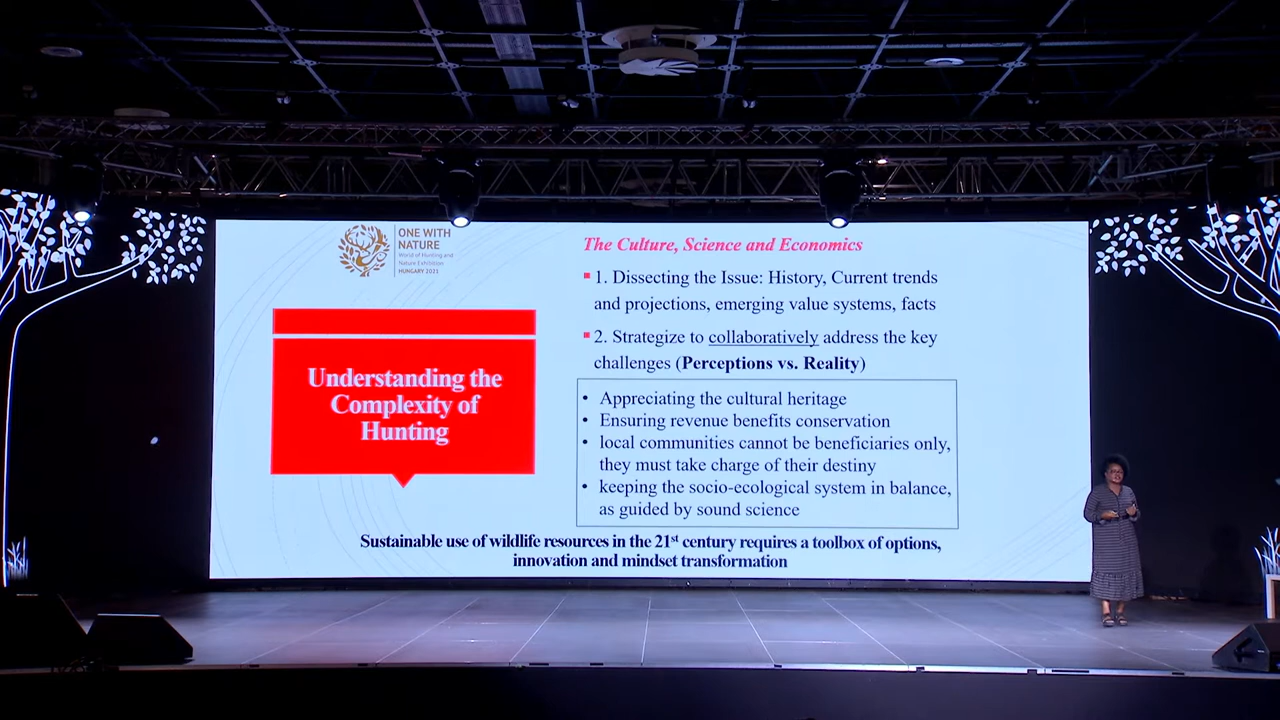 ONE WITH
NATURE
World of Hunting and
Nature Exhibition
HUNGARY 2021
The Culture, Science and Economics
1. Dissecting the Issue: History, Current trends
and projections, emerging value systems, facts
2. Strategize to collaboratively address the key
challenges (Perceptions vs. Reality)
Understanding the
Complexity of
Hunting
• Appreciating the cultural heritage
• Ensuring revenue benefits conservation
• local communities cannot be beneficiaries only,
they must take charge of their destiny
• keeping the socio-ecological system in balance,
as guided by sound science
Sustainable use of wildlife resources in the 21st century requires a toolbox of options,
innovation and mindset transformation